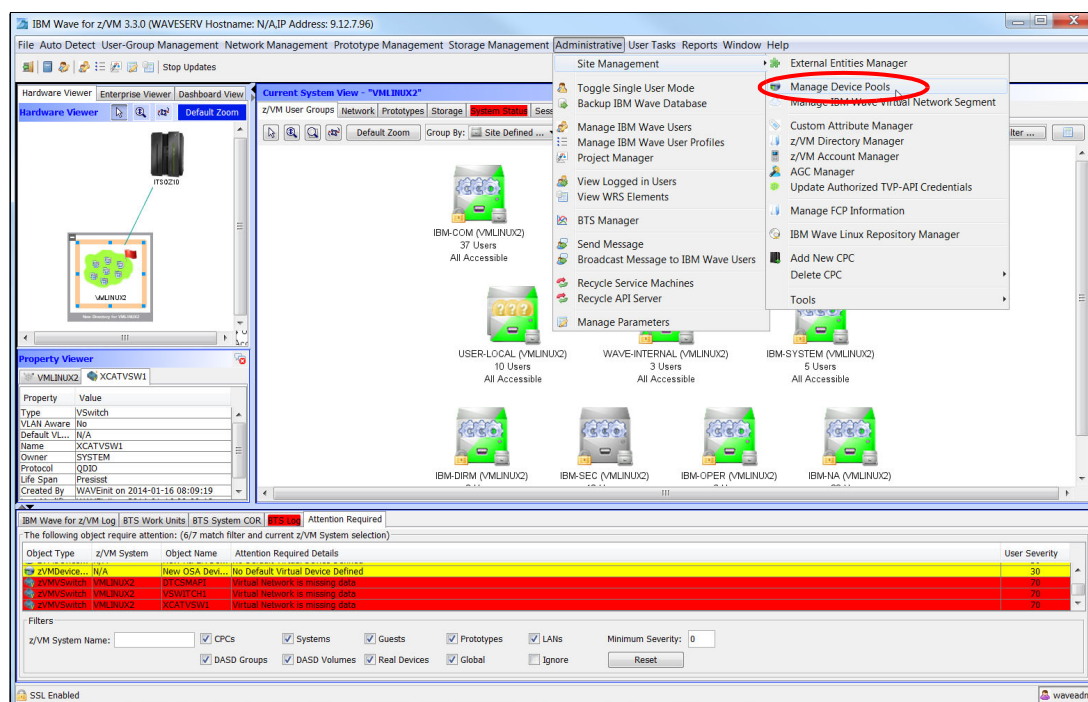 IBM Wave for z/VM 3.3.0 (WAVESERV Hostname: N/A,IP Address: 9.12.7.96)
File Auto Detect User-Group Management Network Management Prototype Management Storage Management Administrative User Tasks Reports Window Help
Stop Updates
Hardware Viewer Enterprise Viewer Dashboard View
Hardware Viewer Default Zoom
ITSOZ10
VMLINUX2
Current System View - "VMLINUX2"
z/VM User Groups Network Prototypes Storage System Status Sess
Default Zoom Group By: Site Defined ... lter ...
IBM-COM (VMLINUX2)
37 Users
All Accessible
USER-LOCAL (VMLINUX2)
10 Users
All Accessible
WAVE-INTERNAL (VMLINUX2)
3 Users
All Accessible
IBM-SYSTEM (VMLINUX2)
5 Users
All Accessible
IBM-DIRM (VMLINUX2)
IBM-SEC (VMLINUX2)
IBM-OPER (VMLINUX2)
IBM-NA (VMLINUX2)
Site Management
Toggle Single User Mode
Backup IBM Wave Database
Manage IBM Wave Users
Manage IBM Wave User Profiles
Project Manager
View Logged in Users
View WRS Elements
BTS Manager
Send Message
Broadcast Message to IBM Wave Users
Recycle Service Machines
Recycle API Server
Manage Parameters
External Entities Manager
Manage Device Pools
Manage IBM Wave Virtual Network Segment
Custom Attribute Manager
z/VM Directory Manager
z/VM Account Manager
AGC Manager
Update Authorized TVP-API Credentials
Manage FCP Information
IBM Wave Linux Repository Manager
Add New CPC
Delete CPC
Tools
Property Viewer
VMLINUX2 XCATVSW1
Property Value
Type VSwitch
VLAN Aware No
Default VL... N/A
Name XCATVSW1
Owner SYSTEM
Protocol QDIO
Life Span Presisst
Created By WAVEinit on 2014-01-16 08:09:19
IBM Wave for z/VM Log BTS Work Units BTS System COR BTS Log Attention Required
The following object require attention: (6/7 match filter and current z/VM System selection)
Object Type z/VM System Object Name Attention Required Details User Severity
zVMDevice... N/A New OSA Devi... No Default Virtual Device Defined 30
zVMVSwitch VMLINUX2 DTCSMAPI Virtual Network is missing data 70
zVMVSwitch VMLINUX2 VSWITCH1 Virtual Network is missing data 70
zVMVSwitch VMLINUX2 XCATVSW1 Virtual Network is missing data 70
Filters
z/VM System Name: CPCs Systems Guests Prototypes LANs Minimum Severity: 0
DASD Groups DASD Volumes Real Devices Global Ignore Reset
SSL Enabled waveadm